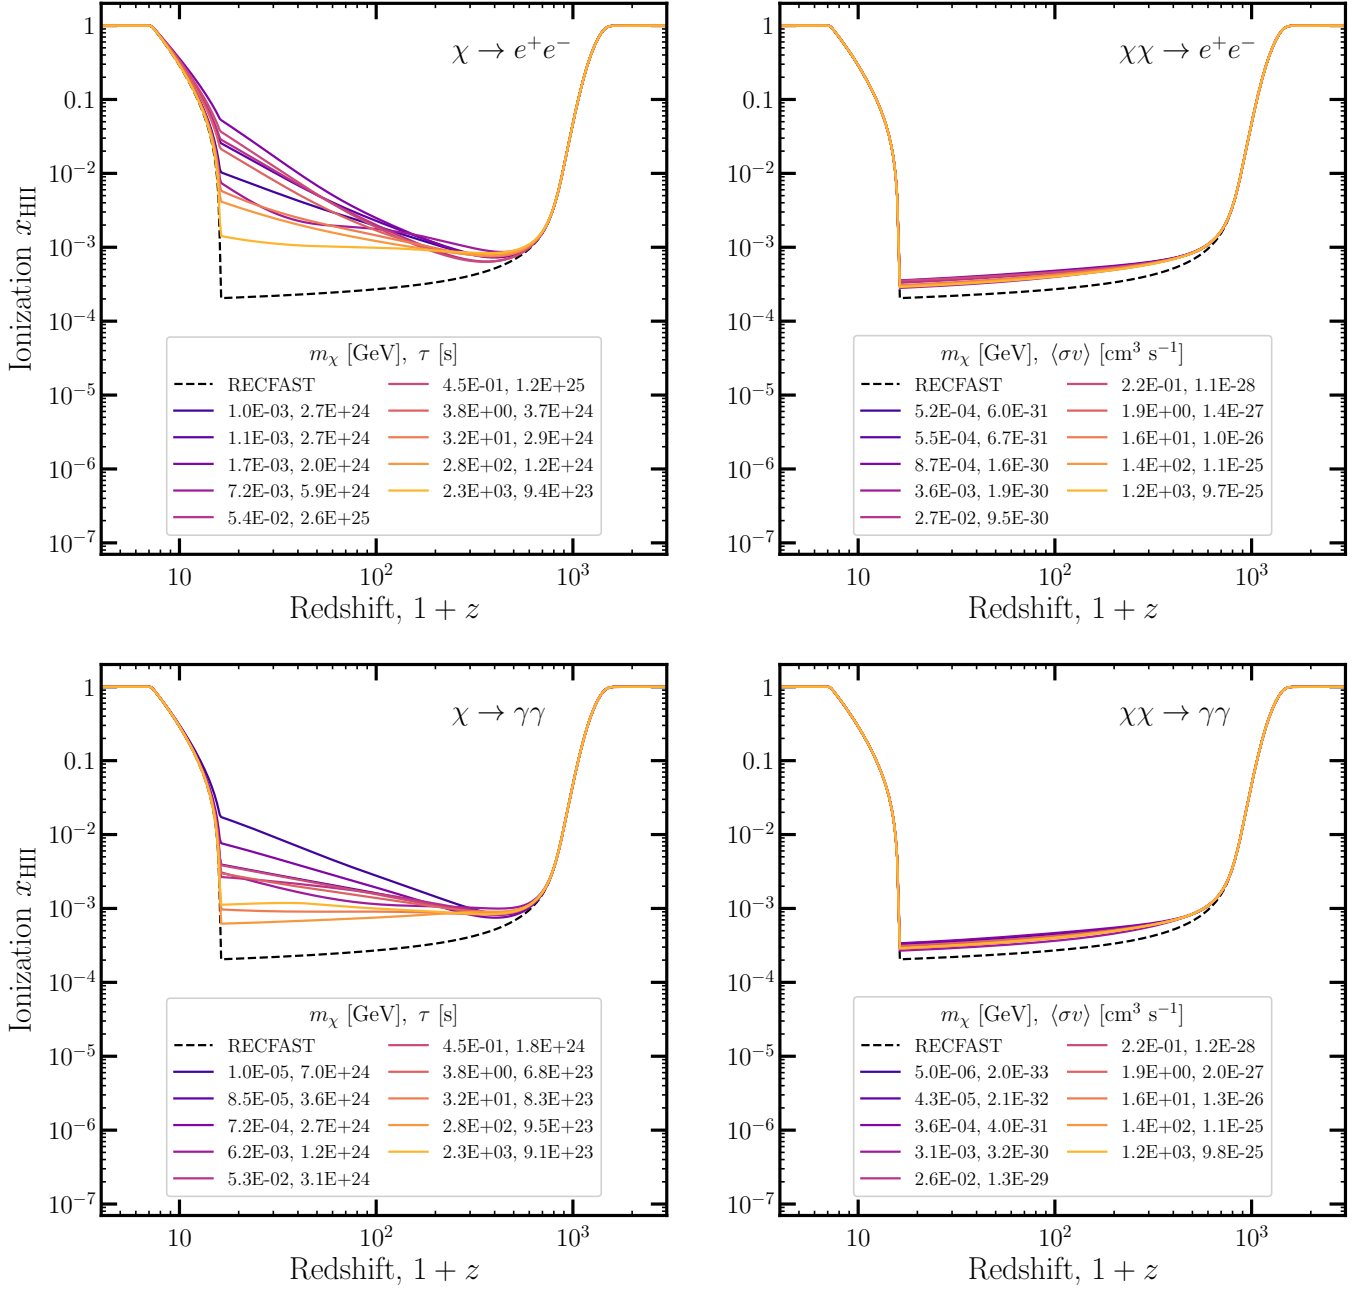 χ → e⁺e⁻
Ionization x_HII
1
0.1
10⁻²
10⁻³
10⁻⁴
10⁻⁵
10⁻⁶
10⁻⁷
m_χ [GeV], τ [s]
RECFAST
1.0E-03, 2.7E+24
1.1E-03, 2.7E+24
1.7E-03, 2.0E+24
7.2E-03, 5.9E+24
5.4E-02, 2.6E+25
4.5E-01, 1.2E+25
3.8E+00, 3.7E+24
3.2E+01, 2.9E+24
2.8E+02, 1.2E+24
2.3E+03, 9.4E+23
10 10² 10³
Redshift, 1 + z
χχ → e⁺e⁻
1
0.1
10⁻²
10⁻³
10⁻⁴
10⁻⁵
10⁻⁶
10⁻⁷
m_χ [GeV], ⟨σv⟩ [cm³ s⁻¹]
RECFAST
5.2E-04, 6.0E-31
5.5E-04, 6.7E-31
8.7E-04, 1.6E-30
3.6E-03, 1.9E-30
2.7E-02, 9.5E-30
2.2E-01, 1.1E-28
1.9E+00, 1.4E-27
1.6E+01, 1.0E-26
1.4E+02, 1.1E-25
1.2E+03, 9.7E-25
10 10² 10³
Redshift, 1 + z
χ → γγ
Ionization x_HII
1
0.1
10⁻²
10⁻³
10⁻⁴
10⁻⁵
10⁻⁶
10⁻⁷
m_χ [GeV], τ [s]
RECFAST
1.0E-05, 7.0E+24
8.5E-05, 3.6E+24
7.2E-04, 2.7E+24
6.2E-03, 1.2E+24
5.3E-02, 3.1E+24
4.5E-01, 1.8E+24
3.8E+00, 6.8E+23
3.2E+01, 8.3E+23
2.8E+02, 9.5E+23
2.3E+03, 9.1E+23
10 10² 10³
Redshift, 1 + z
χχ → γγ
1
0.1
10⁻²
10⁻³
10⁻⁴
10⁻⁵
10⁻⁶
10⁻⁷
m_χ [GeV], ⟨σv⟩ [cm³ s⁻¹]
RECFAST
5.0E-06, 2.0E-33
4.3E-05, 2.1E-32
3.6E-04, 4.0E-31
3.1E-03, 3.2E-30
2.6E-02, 1.3E-29
2.2E-01, 1.2E-28
1.9E+00, 2.0E-27
1.6E+01, 1.3E-26
1.4E+02, 1.1E-25
1.2E+03, 9.8E-25
10 10² 10³
Redshift, 1 + z